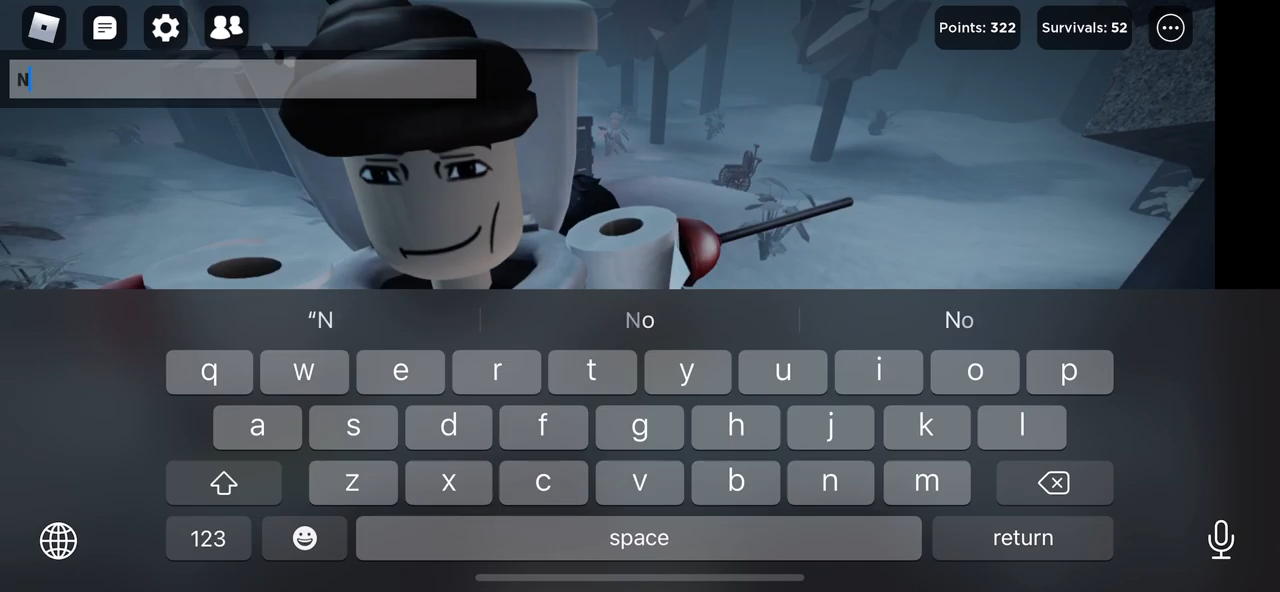 Points: 322
Survivals: 52
N
“N
No
No
q w e r t y u i o p
a s d f g h j k l
z x c v b n m
123
space
return